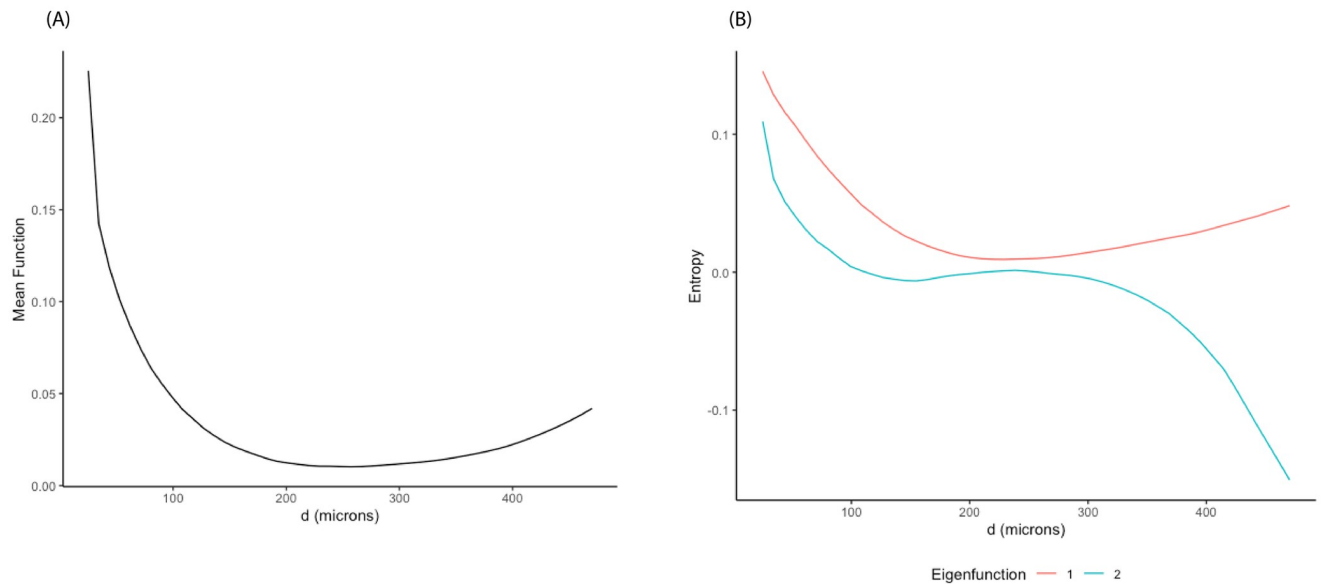 (A)
Mean Function
0.20
0.15
0.10
0.05
0.00
100 200 300 400
d (microns)
(B)
Entropy
0.1
0.0
-0.1
100 200 300 400
d (microns)
Eigenfunction 1 2